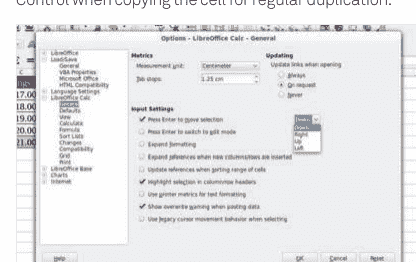 Control when copying the cell for regular duplication.
Options - LibreOffice Calc - General
LibreOffice
Load/Save
General
VBA Properties
Microsoft Office
HTML Compatibility
Language Settings
LibreOffice Calc
General
Defaults
View
Calculate
Formula
Sort Lists
Changes
Compatibility
Grid
Print
LibreOffice Base
Charts
Internet
Metrics
Measurement unit: Centimeter
Tab stops: 1.25 cm
Updating
Update links when opening
Always
On request
Never
Input Settings
Press Enter to move selection
Down
Down
Right
Up
Left
Press Enter to switch to edit mode
Expand formatting
Expand references when new columns/rows are inserted
Update references when sorting range of cells
Highlight selection in column/row headers
Use printer metrics for text formatting
Show overwrite warning when pasting data
Use legacy cursor movement behavior when selecting
17.00
18.00
19.00
20.00
21.00
Help
OK
Cancel
Reset